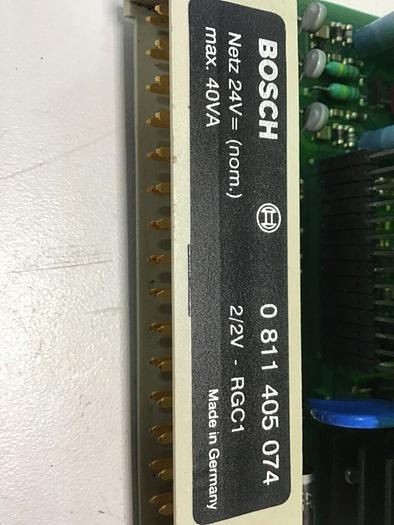 BOSCH 0 811 405 074
Netz 24V= (nom.) 2/2V - RGC1
max. 40VA Made in Germany